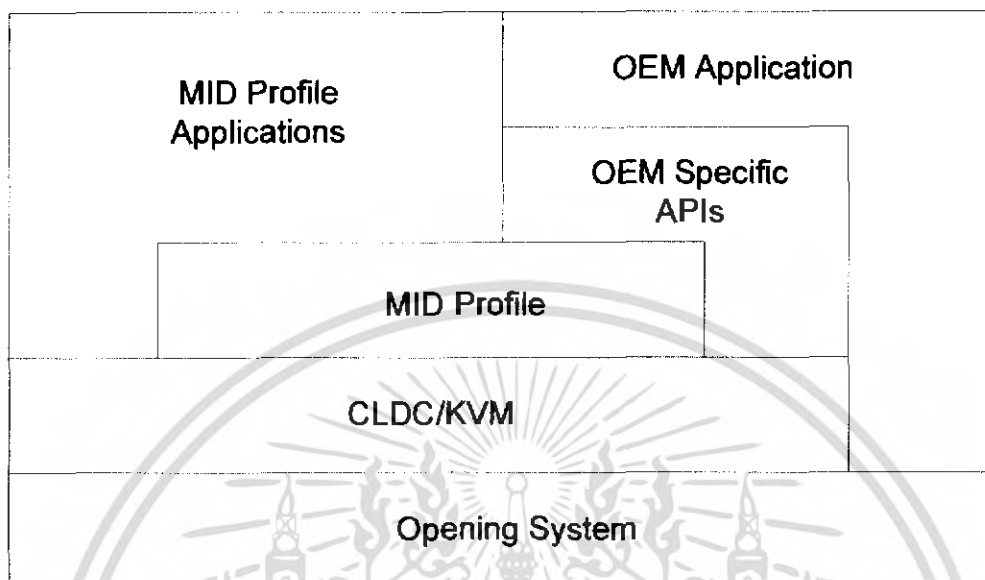 MID Profile
Applications
OEM Application
OEM Specific
APIs
MID Profile
CLDC/KVM
Opening System